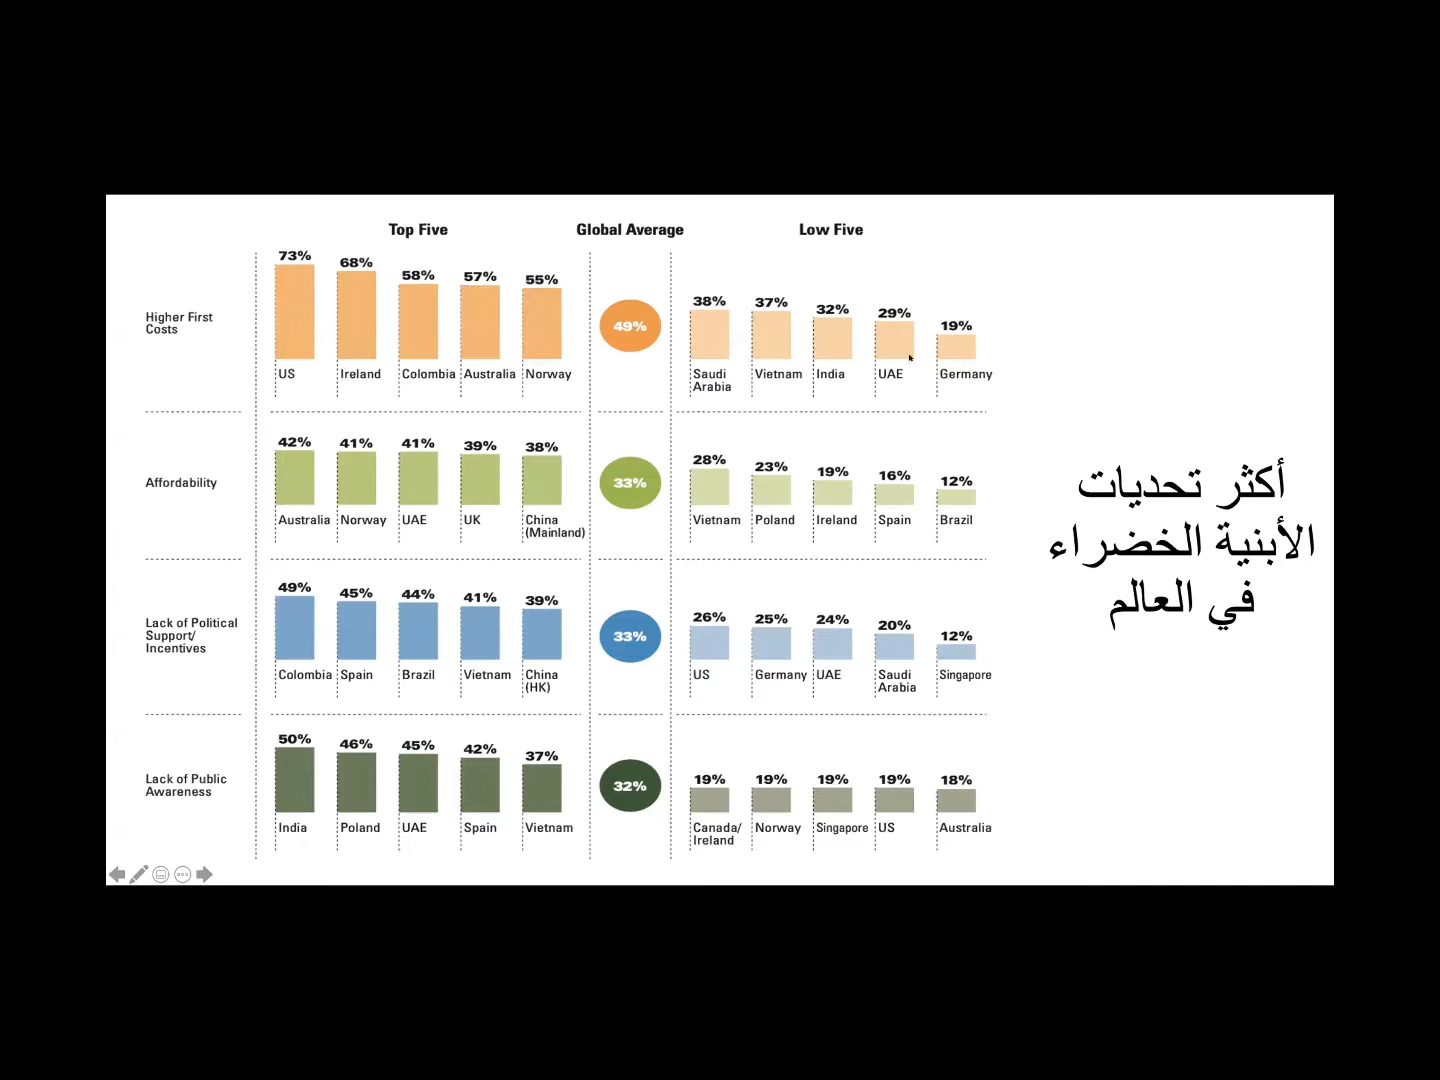 Top Five
Global Average
Low Five
Higher First
Costs
73%
68%
58%
57%
55%
US
Ireland
Colombia
Australia
Norway
49%
38%
37%
32%
29%
19%
Saudi
Arabia
Vietnam
India
UAE
Germany
Affordability
42%
41%
41%
39%
38%
Australia
Norway
UAE
UK
China
(Mainland)
33%
28%
23%
19%
16%
12%
Vietnam
Poland
Ireland
Spain
Brazil
Lack of Political
Support/
Incentives
49%
45%
44%
41%
39%
Colombia
Spain
Brazil
Vietnam
China
(HK)
33%
26%
25%
24%
20%
12%
US
Germany
UAE
Saudi
Arabia
Singapore
Lack of Public
Awareness
50%
46%
45%
42%
37%
India
Poland
UAE
Spain
Vietnam
32%
19%
19%
19%
19%
18%
Canada/
Ireland
Norway
Singapore
US
Australia
أكثر تحديات
الأبنية الخضراء
في العالم